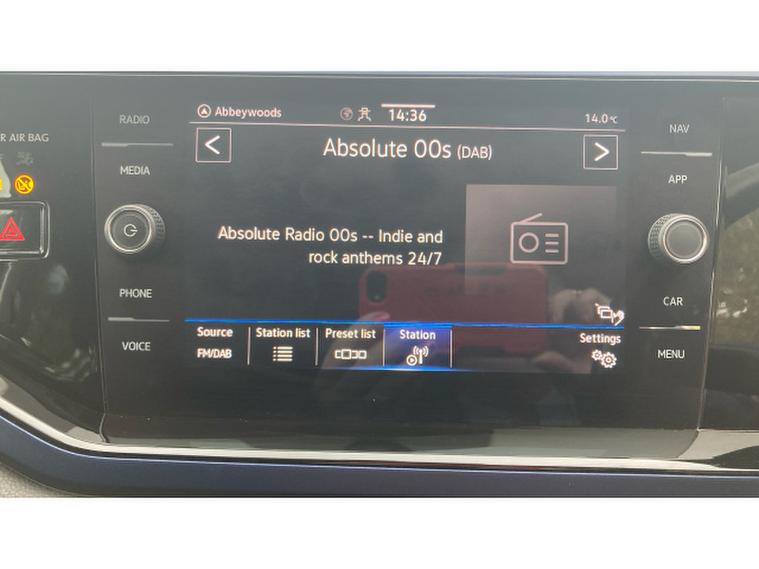 R AIR BAG
RADIO
MEDIA
PHONE
VOICE
Abbeywoods
14:36
14.0°C
<
Absolute 00s (DAB)
>
Absolute Radio 00s -- Indie and
rock anthems 24/7
Source
FM/DAB
Station list
Preset list
Station
Settings
NAV
APP
CAR
MENU